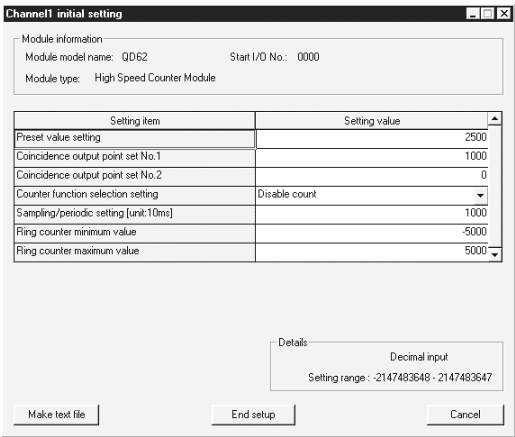 Channel1 initial setting
Module information
Module model name: QD62 Start I/O No.: 0000
Module type: High Speed Counter Module
Setting item Setting value
Preset value setting 2500
Coincidence output point set No.1 1000
Coincidence output point set No.2 0
Counter function selection setting Disable count
Sampling/periodic setting [unit:10ms] 1000
Ring counter minimum value -5000
Ring counter maximum value 5000
Details
Decimal input
Setting range : -2147483648 - 2147483647
Make text file End setup Cancel